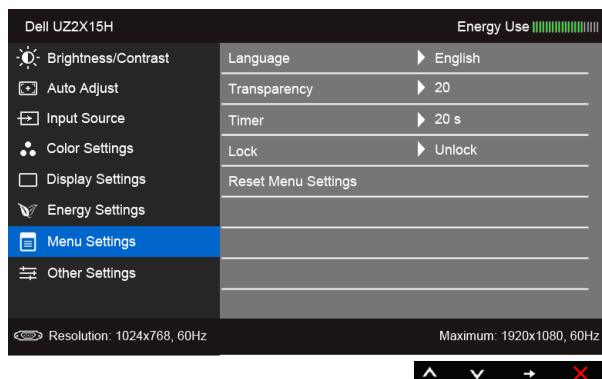 Dell UZ2X15H Energy Use
Brightness/Contrast Language English
Auto Adjust Transparency 20
Input Source Timer 20 s
Color Settings Lock Unlock
Display Settings Reset Menu Settings
Energy Settings
Menu Settings
Other Settings
Resolution: 1024x768, 60Hz Maximum: 1920x1080, 60Hz